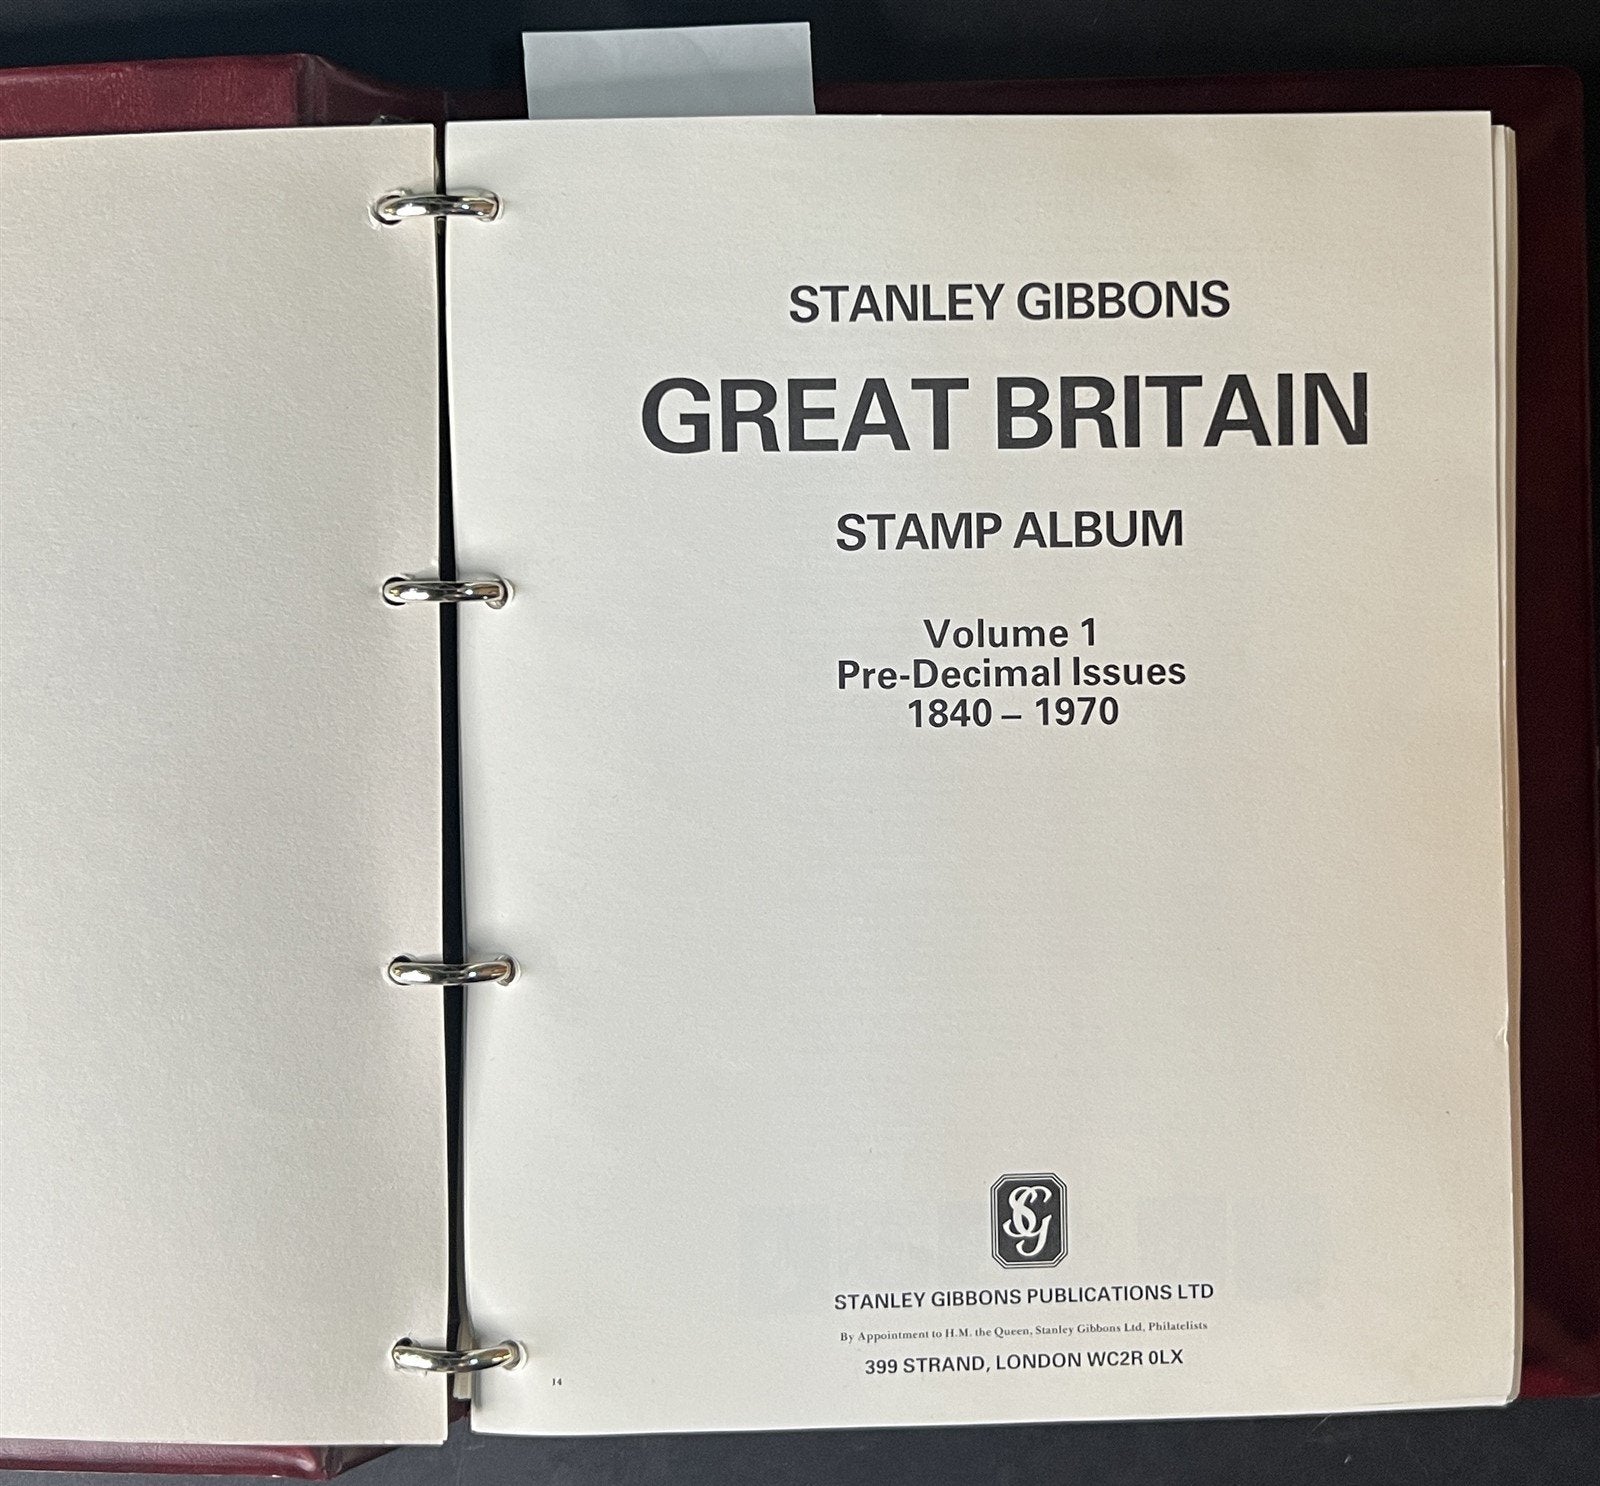 STANLEY GIBBONS
GREAT BRITAIN
STAMP ALBUM
Volume 1
Pre-Decimal Issues
1840 – 1970
SG
STANLEY GIBBONS PUBLICATIONS LTD
By Appointment to H.M. the Queen, Stanley Gibbons Ltd, Philatelists
399 STRAND, LONDON WC2R 0LX
14